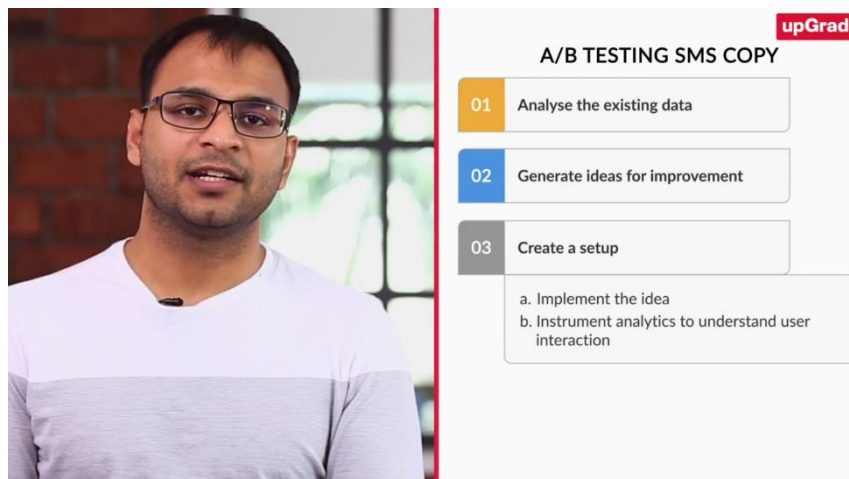 upGrad
A/B TESTING SMS COPY
01 Analyse the existing data
02 Generate ideas for improvement
03 Create a setup
a. Implement the idea
b. Instrument analytics to understand user
interaction